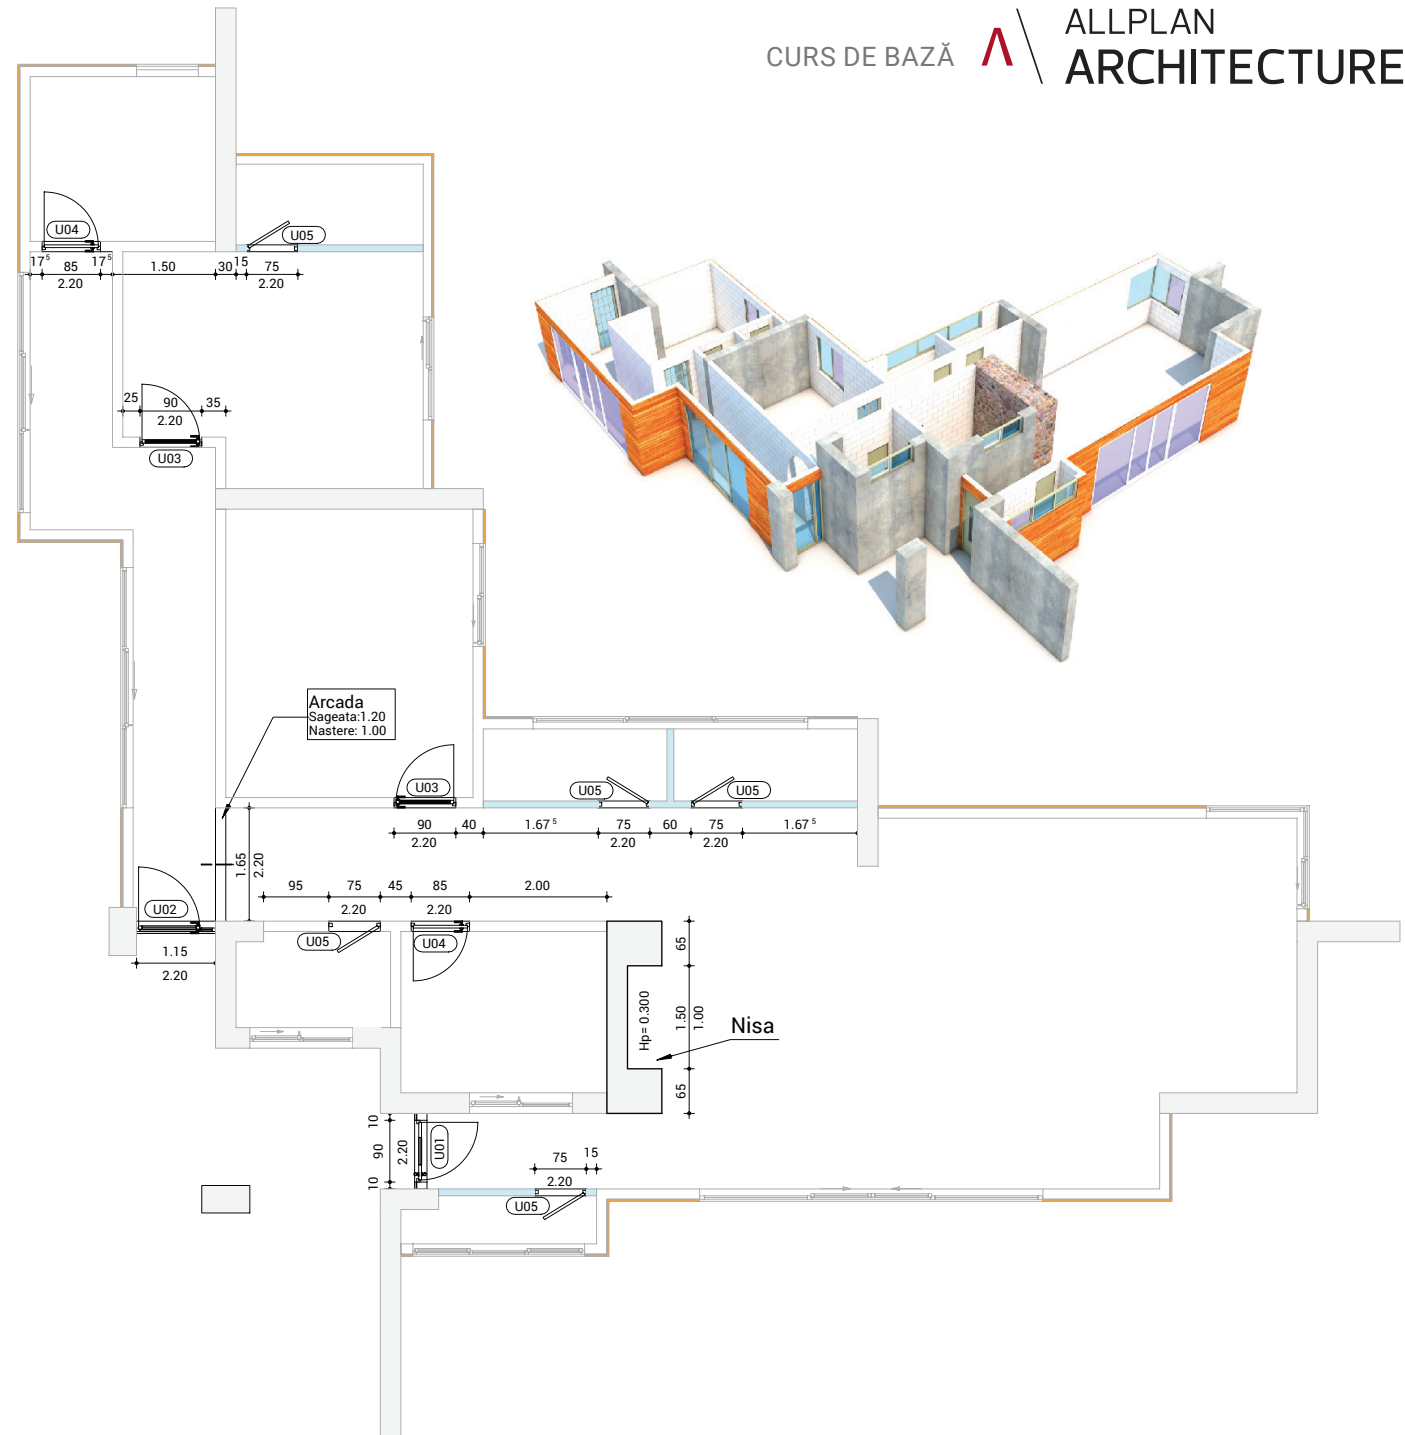 CURS DE BAZĂ
ALLPLAN
ARCHITECTURE
U04
U05
17⁵
85
17⁵
1.50
30
15
75
2.20
2.20
25
90
35
2.20
U03
Arcada
Sageata:1.20
Nastere: 1.00
U03
U05
U05
90
40
1.67⁵
75
60
75
1.67⁵
2.20
2.20
2.20
1.65
2.20
95
75
45
85
2.00
2.20
2.20
U02
U05
U04
1.15
2.20
65
Hp= 0.300
1.50
1.00
Nisa
65
10
90
2.20
10
U01
75
15
2.20
U05